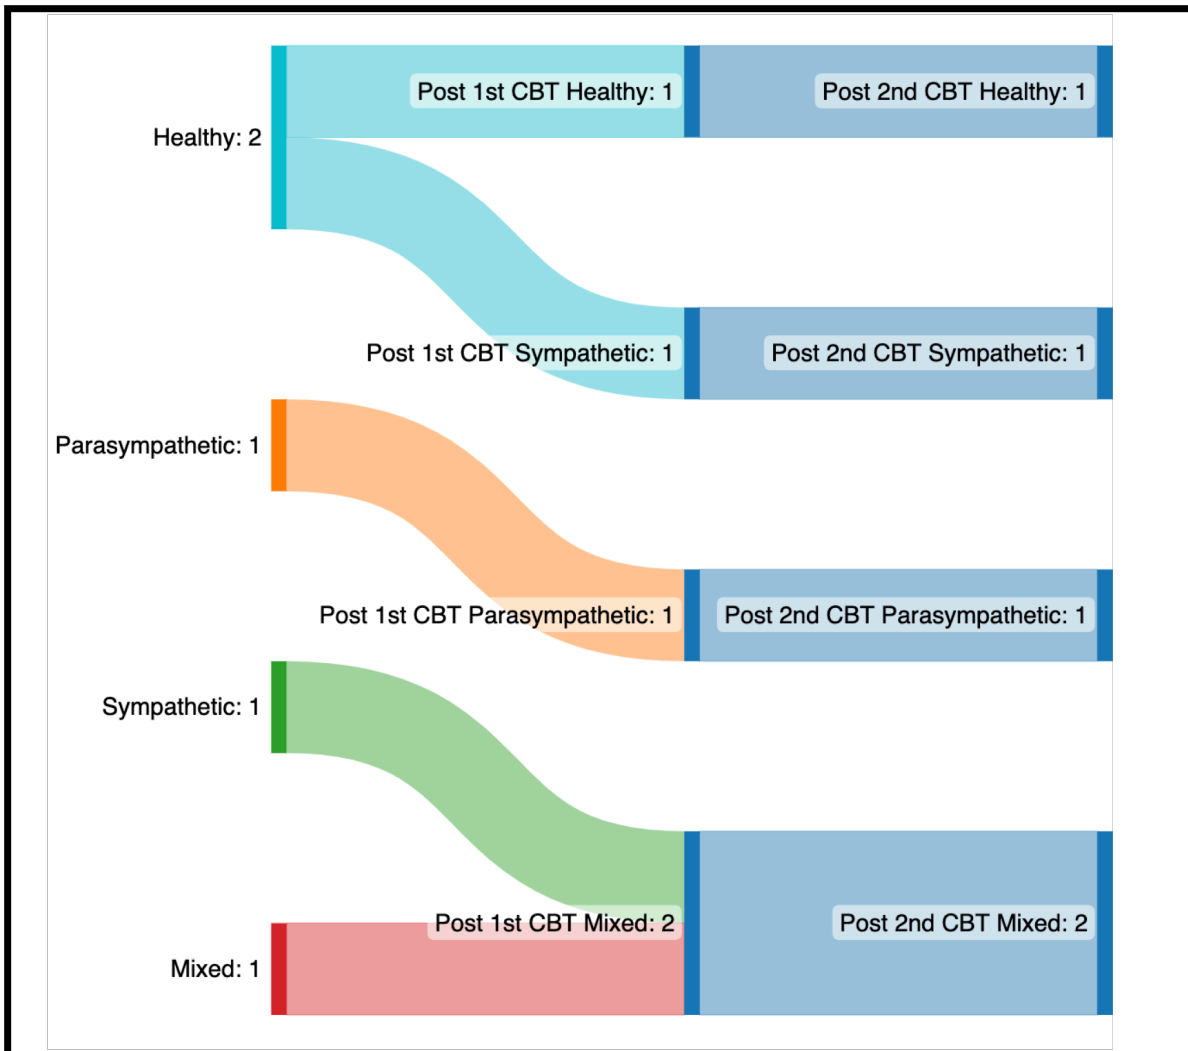 Post 1st CBT Healthy: 1
Post 2nd CBT Healthy: 1
Healthy: 2
Post 1st CBT Sympathetic: 1
Post 2nd CBT Sympathetic: 1
Parasympathetic: 1
Post 1st CBT Parasympathetic: 1
Post 2nd CBT Parasympathetic: 1
Sympathetic: 1
Post 1st CBT Mixed: 2
Post 2nd CBT Mixed: 2
Mixed: 1